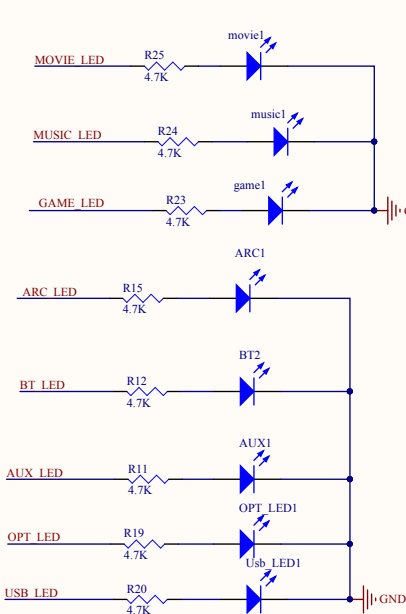 movie1
MOVIE_LED
R25
4.7K
music1
MUSIC_LED
R24
4.7K
game1
GAME_LED
R23
4.7K
ARC1
ARC_LED
R15
4.7K
BT2
BT_LED
R12
4.7K
AUX1
AUX_LED
R11
4.7K
OPT_LED1
OPT_LED
R19
4.7K
Usb_LED1
USB_LED
R20
4.7K
GND